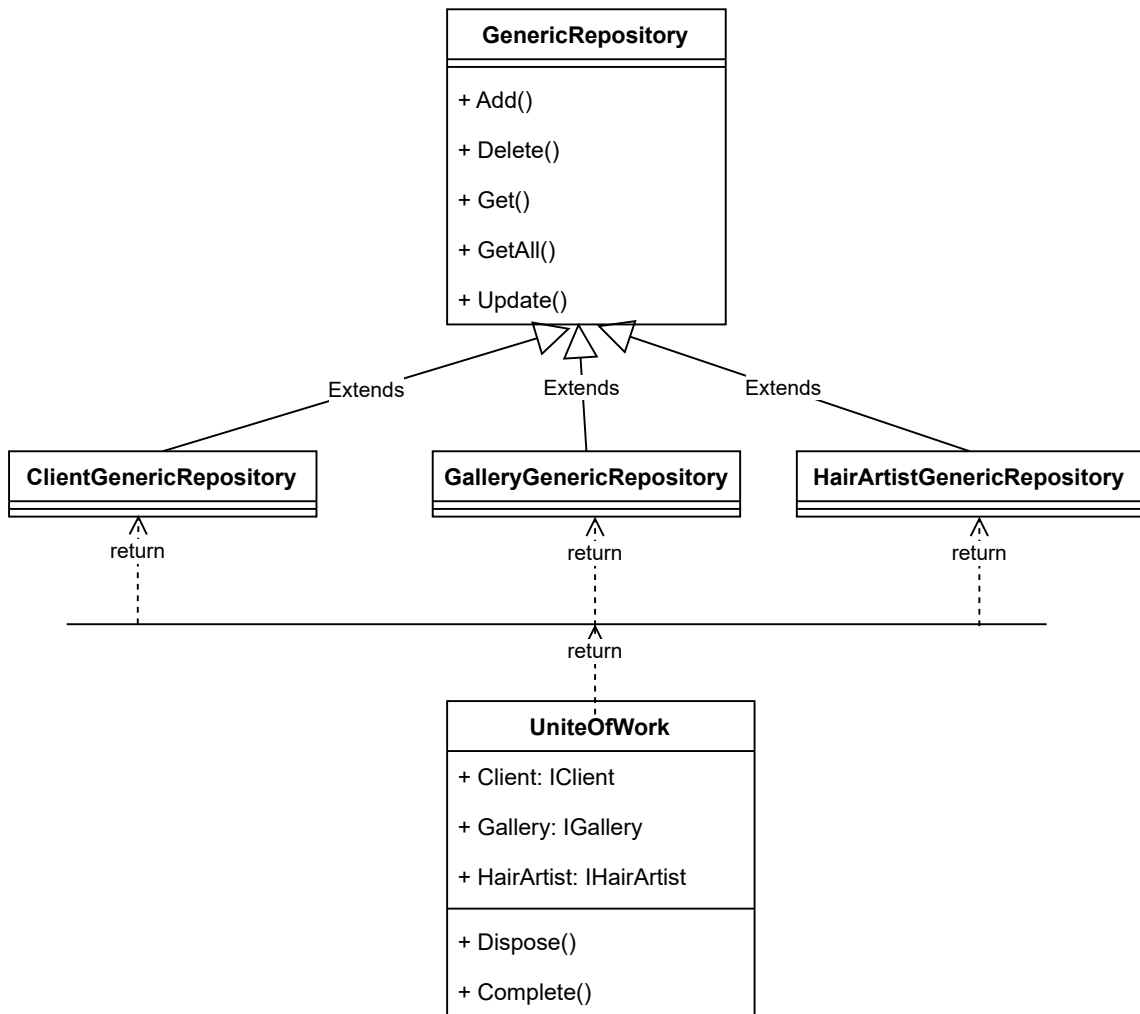 GenericRepository
+ Add()
+ Delete()
+ Get()
+ GetAll()
+ Update()
Extends
Extends
Extends
ClientGenericRepository
GalleryGenericRepository
HairArtistGenericRepository
return
return
return
return
UniteOfWork
+ Client: IClient
+ Gallery: IGallery
+ HairArtist: IHairArtist
+ Dispose()
+ Complete()